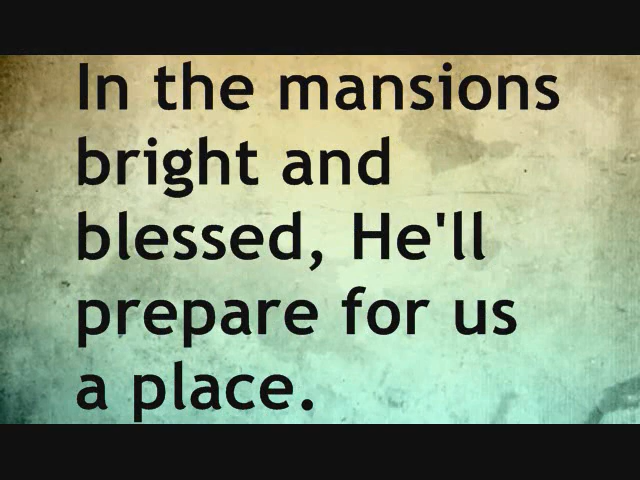 In the mansions
bright and
blessed, He'll
prepare for us
a place.